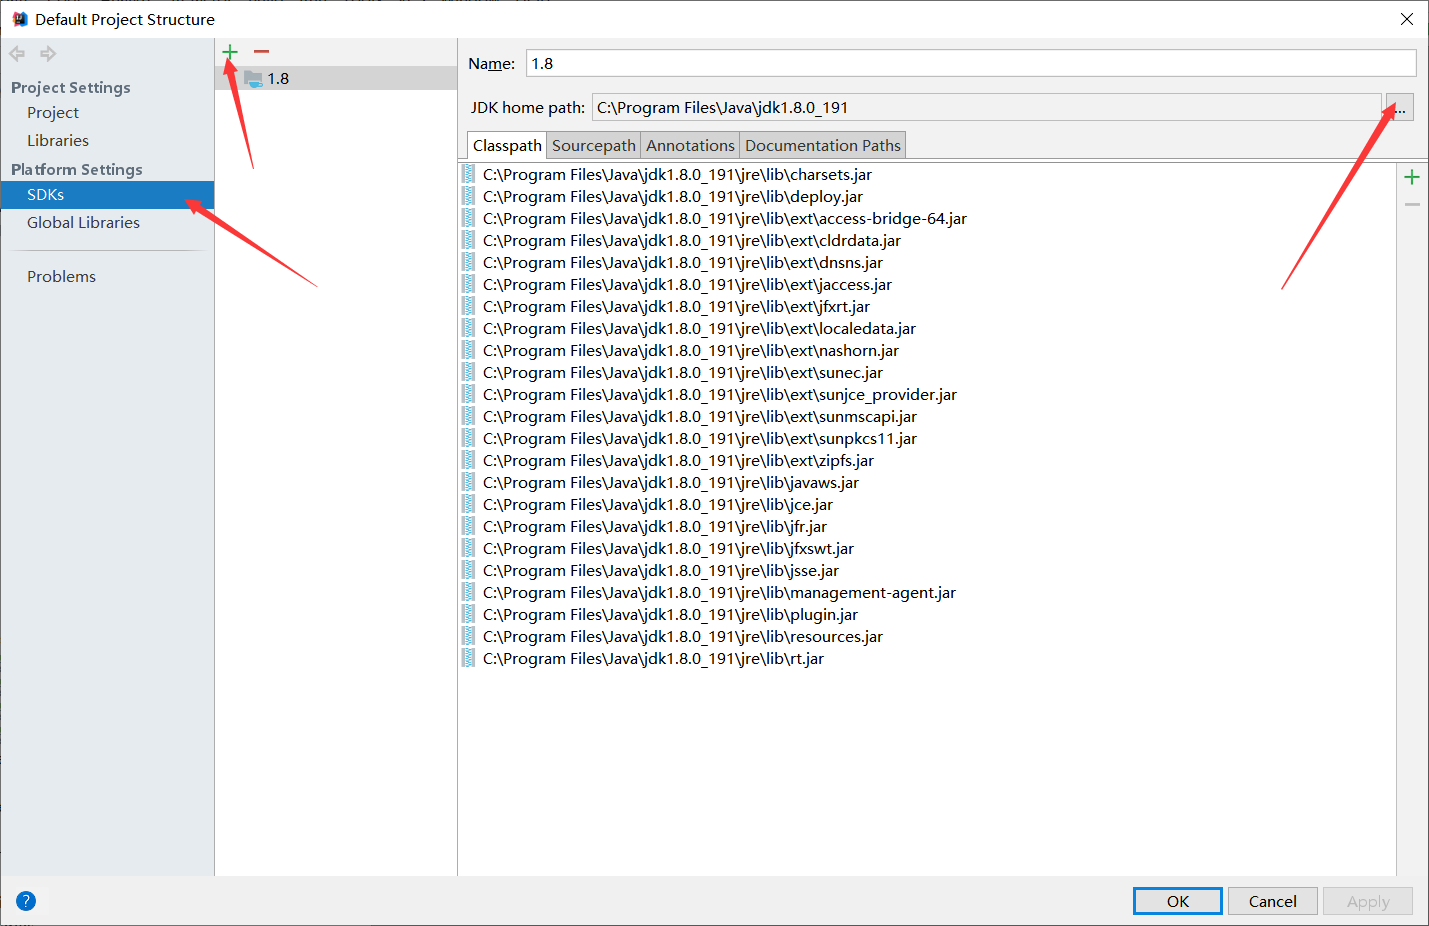 Default Project Structure
Project Settings
Project
Libraries
Platform Settings
SDKs
Global Libraries
Problems
1.8
Name: 1.8
JDK home path: C:\Program Files\Java\jdk1.8.0_191 ...
Classpath Sourcepath Annotations Documentation Paths
C:\Program Files\Java\jdk1.8.0_191\jre\lib\charsets.jar
C:\Program Files\Java\jdk1.8.0_191\jre\lib\deploy.jar
C:\Program Files\Java\jdk1.8.0_191\jre\lib\ext\access-bridge-64.jar
C:\Program Files\Java\jdk1.8.0_191\jre\lib\ext\cldrdata.jar
C:\Program Files\Java\jdk1.8.0_191\jre\lib\ext\dnsns.jar
C:\Program Files\Java\jdk1.8.0_191\jre\lib\ext\jaccess.jar
C:\Program Files\Java\jdk1.8.0_191\jre\lib\ext\jfxrt.jar
C:\Program Files\Java\jdk1.8.0_191\jre\lib\ext\localedata.jar
C:\Program Files\Java\jdk1.8.0_191\jre\lib\ext\nashorn.jar
C:\Program Files\Java\jdk1.8.0_191\jre\lib\ext\sunec.jar
C:\Program Files\Java\jdk1.8.0_191\jre\lib\ext\sunjce_provider.jar
C:\Program Files\Java\jdk1.8.0_191\jre\lib\ext\sunmscapi.jar
C:\Program Files\Java\jdk1.8.0_191\jre\lib\ext\sunpkcs11.jar
C:\Program Files\Java\jdk1.8.0_191\jre\lib\ext\zipfs.jar
C:\Program Files\Java\jdk1.8.0_191\jre\lib\javaws.jar
C:\Program Files\Java\jdk1.8.0_191\jre\lib\jce.jar
C:\Program Files\Java\jdk1.8.0_191\jre\lib\jfr.jar
C:\Program Files\Java\jdk1.8.0_191\jre\lib\jfxswt.jar
C:\Program Files\Java\jdk1.8.0_191\jre\lib\jsse.jar
C:\Program Files\Java\jdk1.8.0_191\jre\lib\management-agent.jar
C:\Program Files\Java\jdk1.8.0_191\jre\lib\plugin.jar
C:\Program Files\Java\jdk1.8.0_191\jre\lib\resources.jar
C:\Program Files\Java\jdk1.8.0_191\jre\lib\rt.jar
?
OK Cancel Apply